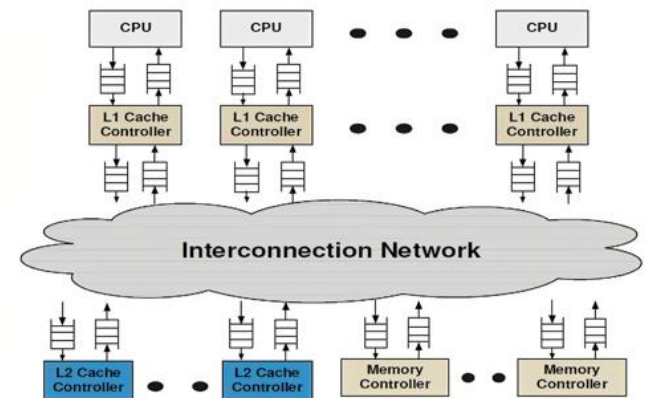 CPU
CPU
CPU
L1 Cache
Controller
L1 Cache
Controller
L1 Cache
Controller
Interconnection Network
L2 Cache
Controller
L2 Cache
Controller
Memory
Controller
Memory
Controller